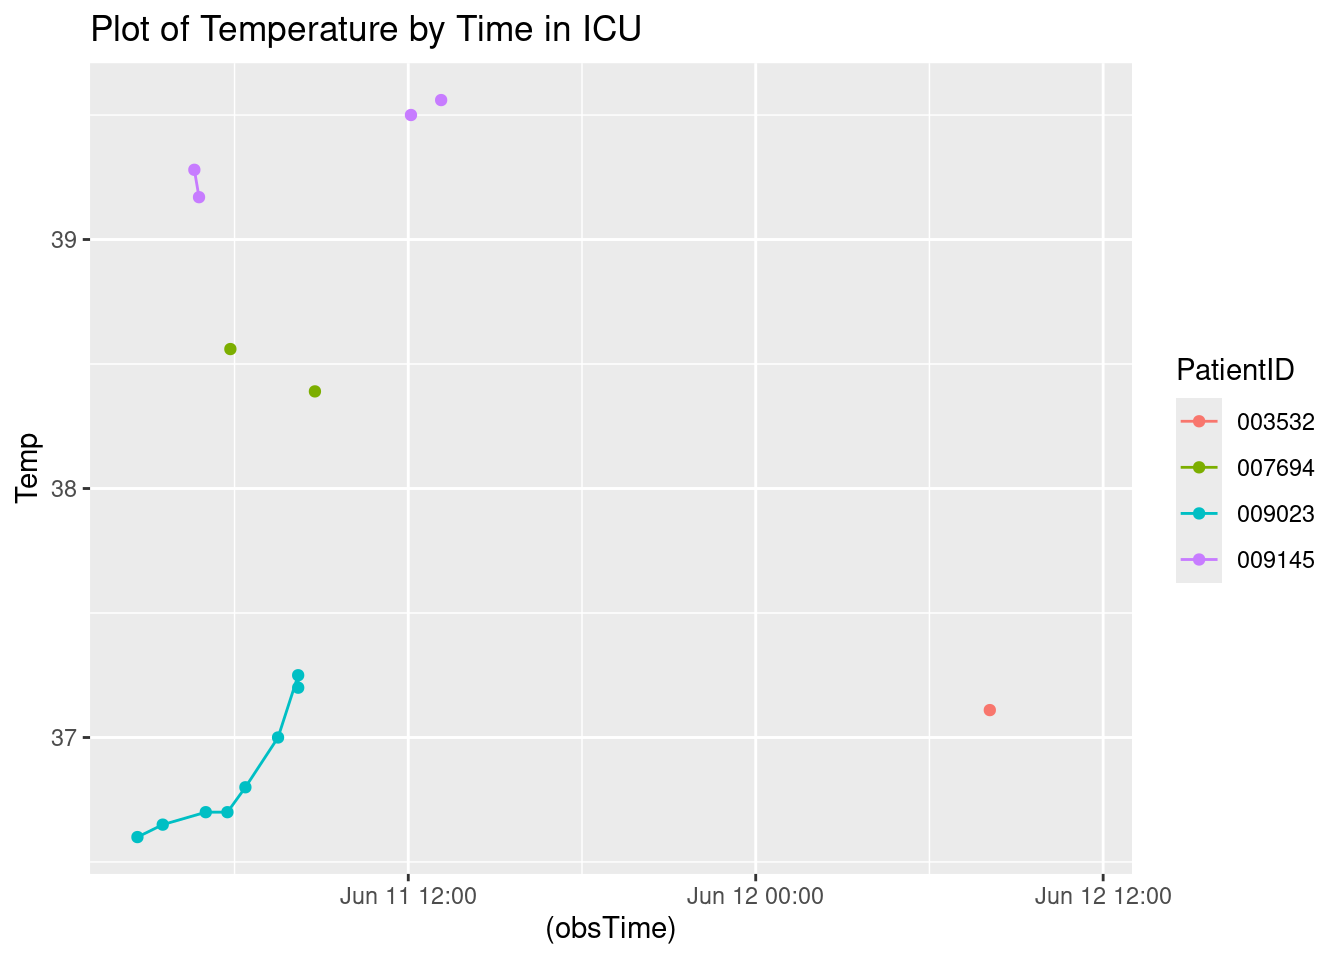 Plot of Temperature by Time in ICU
39
38
37
Temp
Jun 11 12:00
Jun 12 00:00
Jun 12 12:00
(obsTime)
PatientID
003532
007694
009023
009145